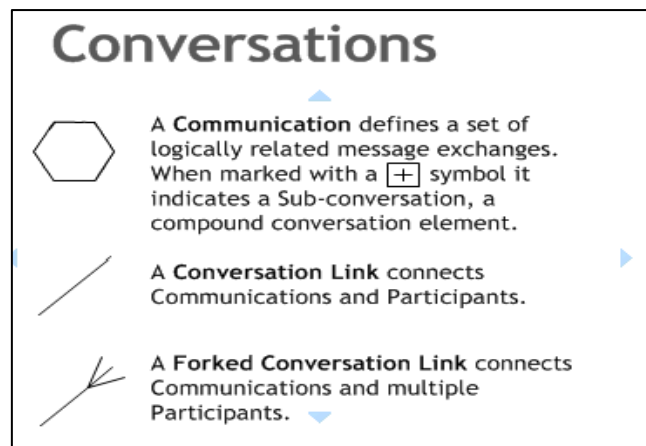 Conversations
A Communication defines a set of
logically related message exchanges.
When marked with a + symbol it
indicates a Sub-conversation, a
compound conversation element.
A Conversation Link connects
Communications and Participants.
A Forked Conversation Link connects
Communications and multiple
Participants.